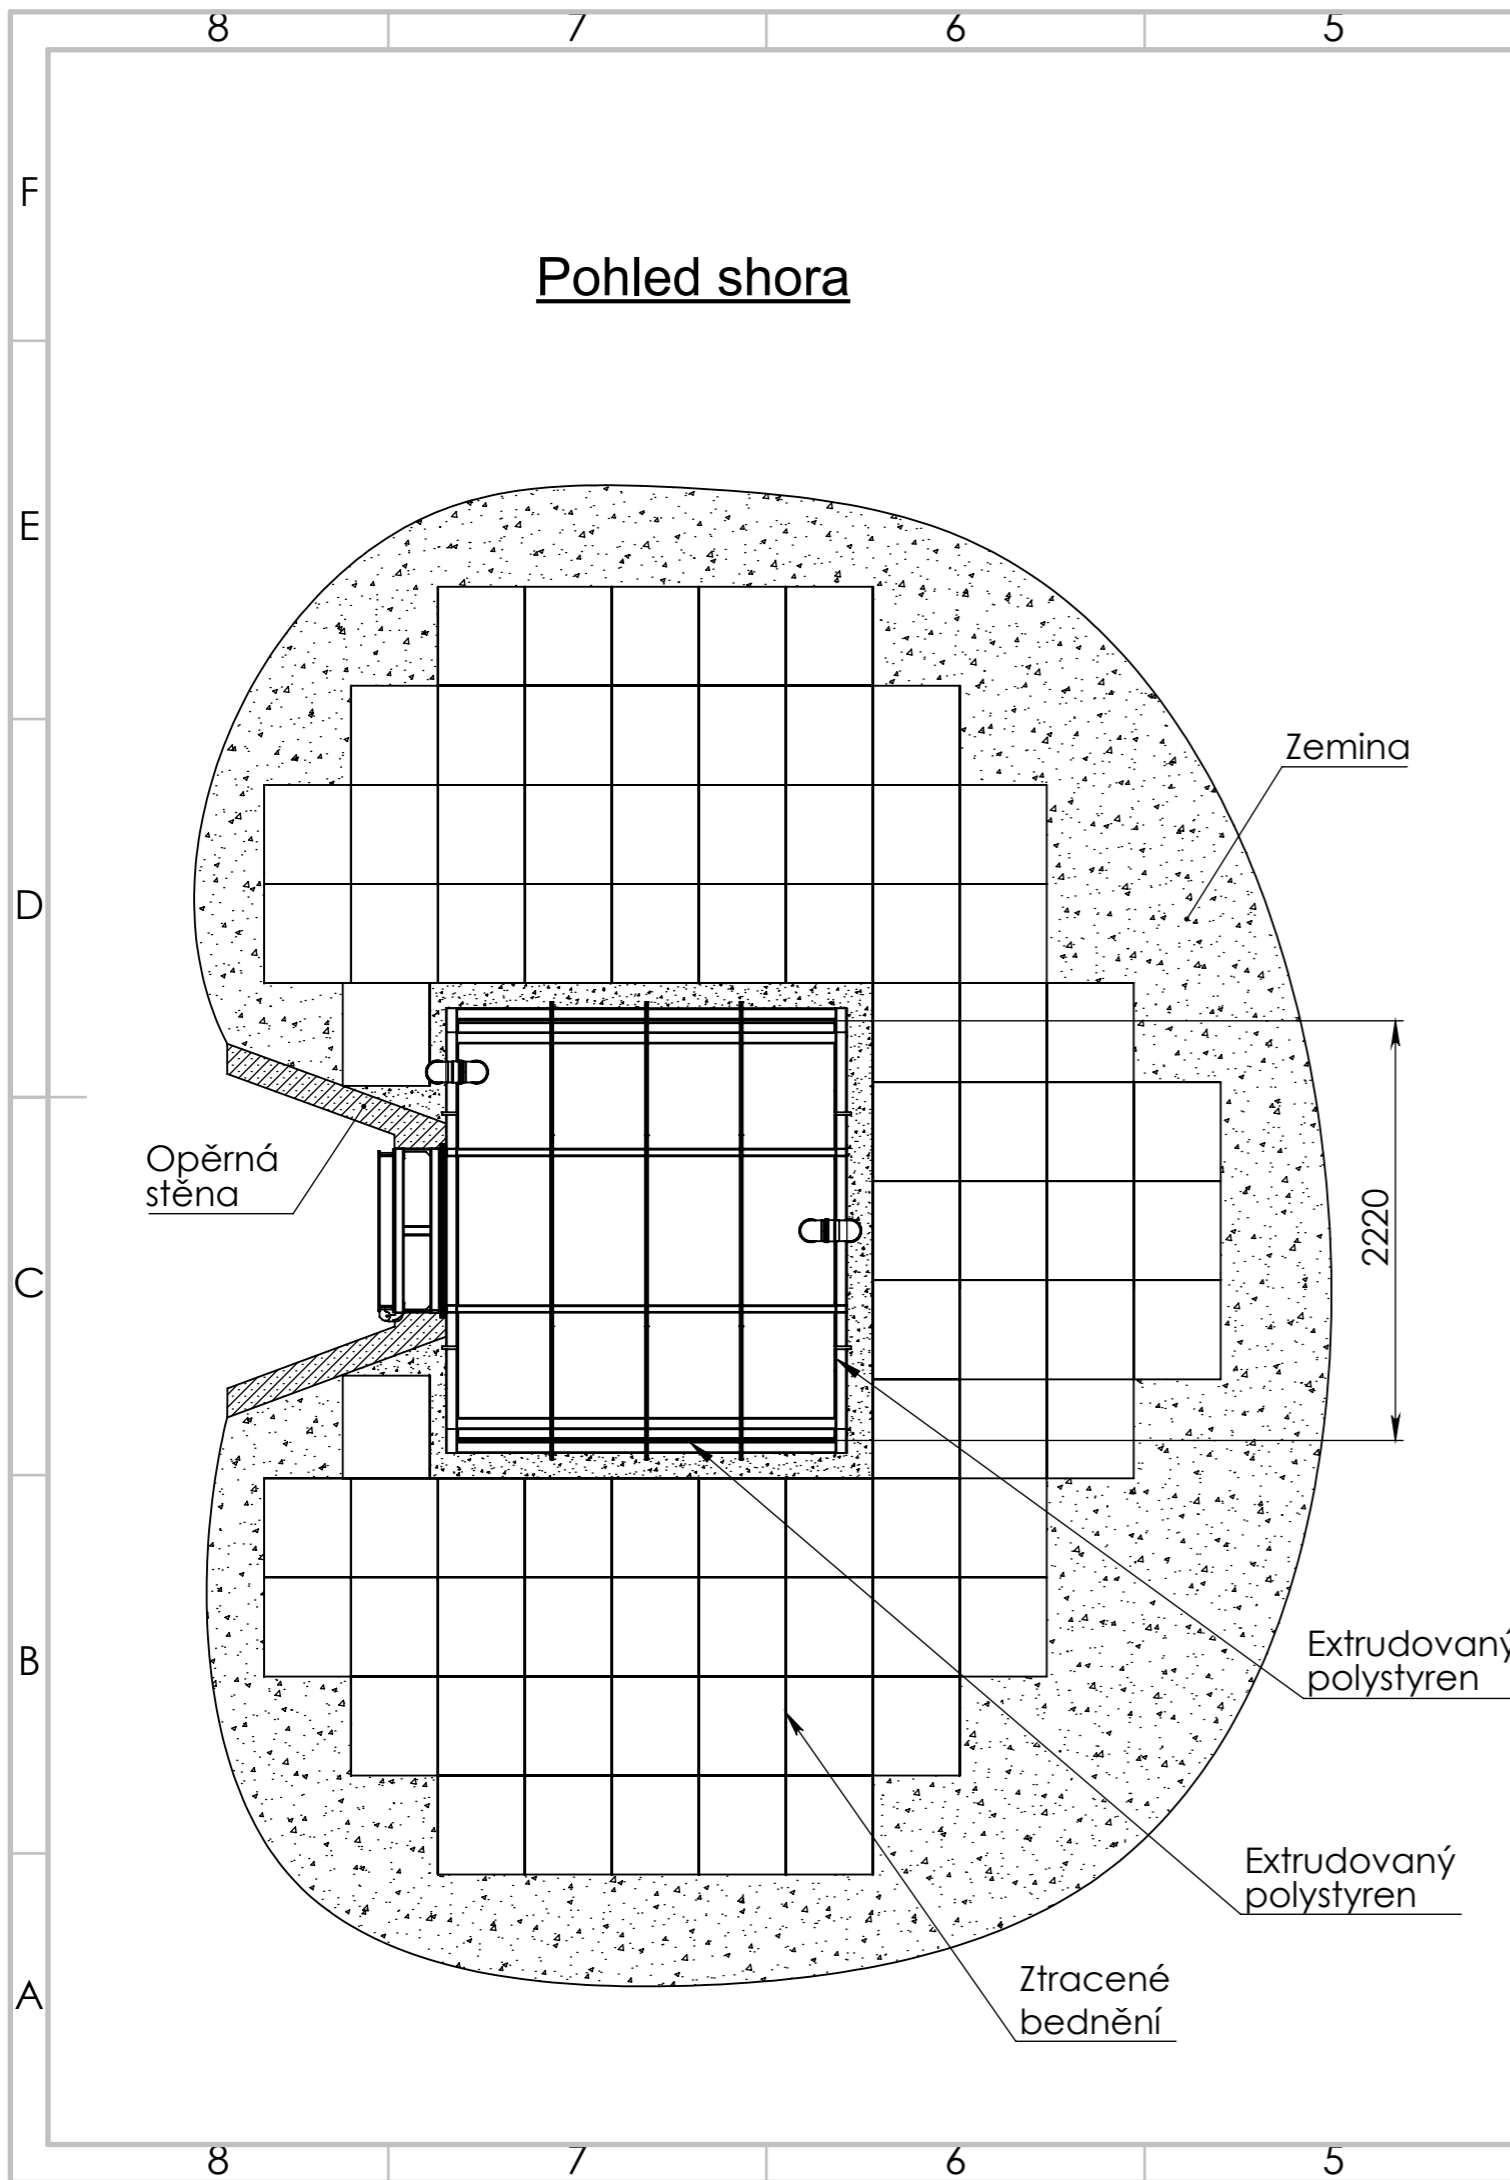 8 7 6 5
F
Pohled shora
E
Zemina
D
Opěrná
stěna
2220
C
Extrudovaný
polystyren
B
Extrudovaný
polystyren
Ztracené
bednění
A
8 7 6 5